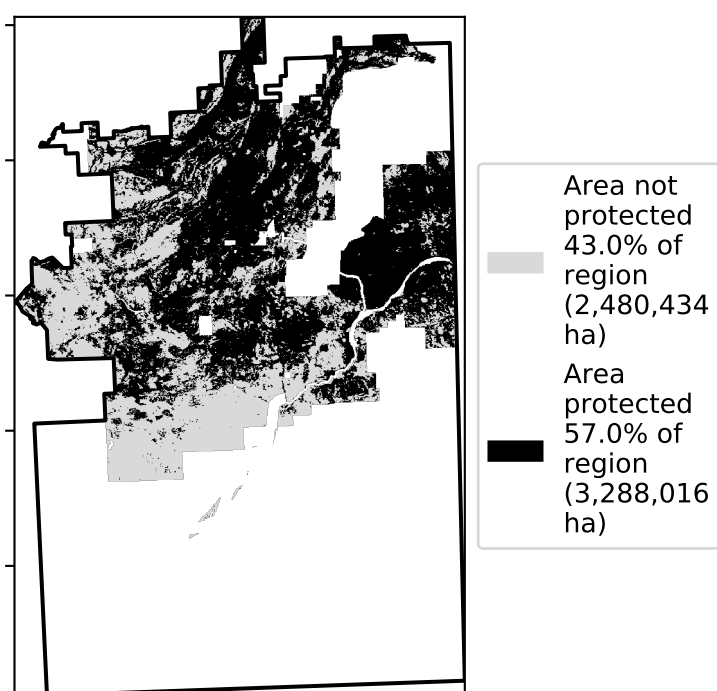 Area not
protected
43.0% of
region
(2,480,434
ha)
Area
protected
57.0% of
region
(3,288,016
ha)